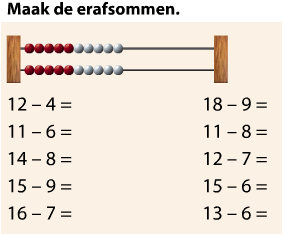 Maak de erafsommen.
12 – 4 = 18 – 9 =
11 – 6 = 11 – 8 =
14 – 8 = 12 – 7 =
15 – 9 = 15 – 6 =
16 – 7 = 13 – 6 =